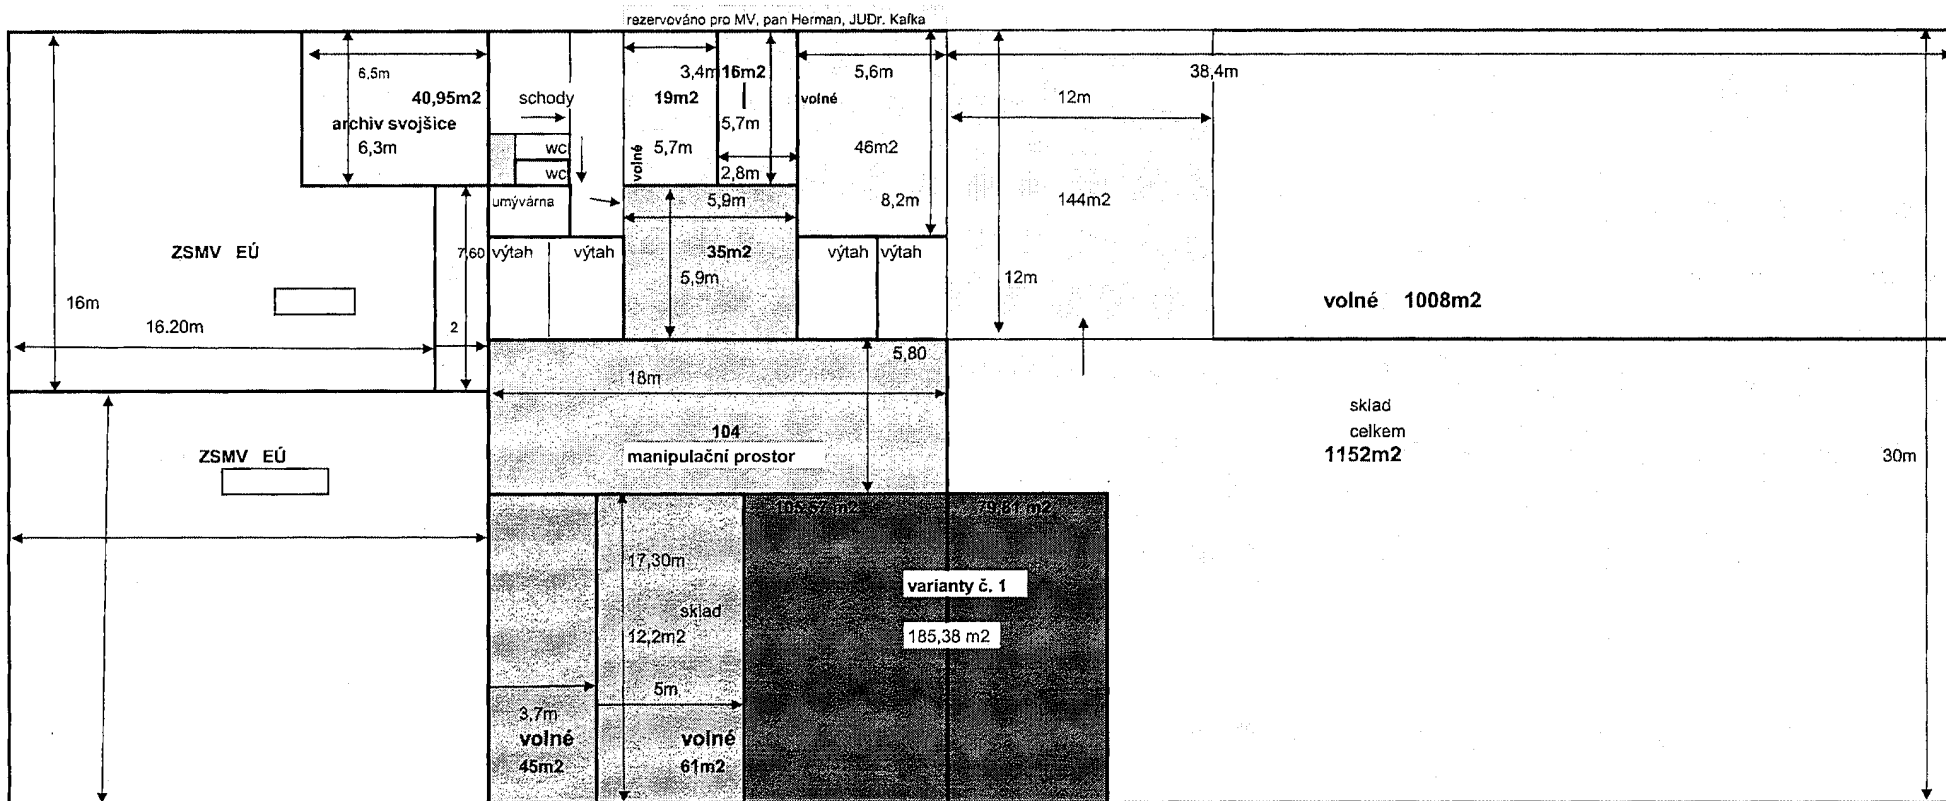 rezervováno pro MV, pan Herman, JUDr. Kafka
6,5m
40,95m2
archiv svojšice
6,3m
schody
wc
wc
umývárna
3,4m
19m2
volné
5,7m
16m2
5,7m
2,8m
5,6m
volné
46m2
8,2m
38,4m
12m
144m2
12m
volné 1008m2
ZSMV EÚ
16m
16.20m
7,60
2
výtah
výtah
5,9m
35m2
5,9m
výtah
výtah
5,80
18m
104
manipulační prostor
sklad
celkem
1152m2
30m
ZSMV EÚ
79,81 m2
17,30m
sklad
12,2m2
5m
3,7m
volné
45m2
volné
61m2
varianty č. 1
185,38 m2